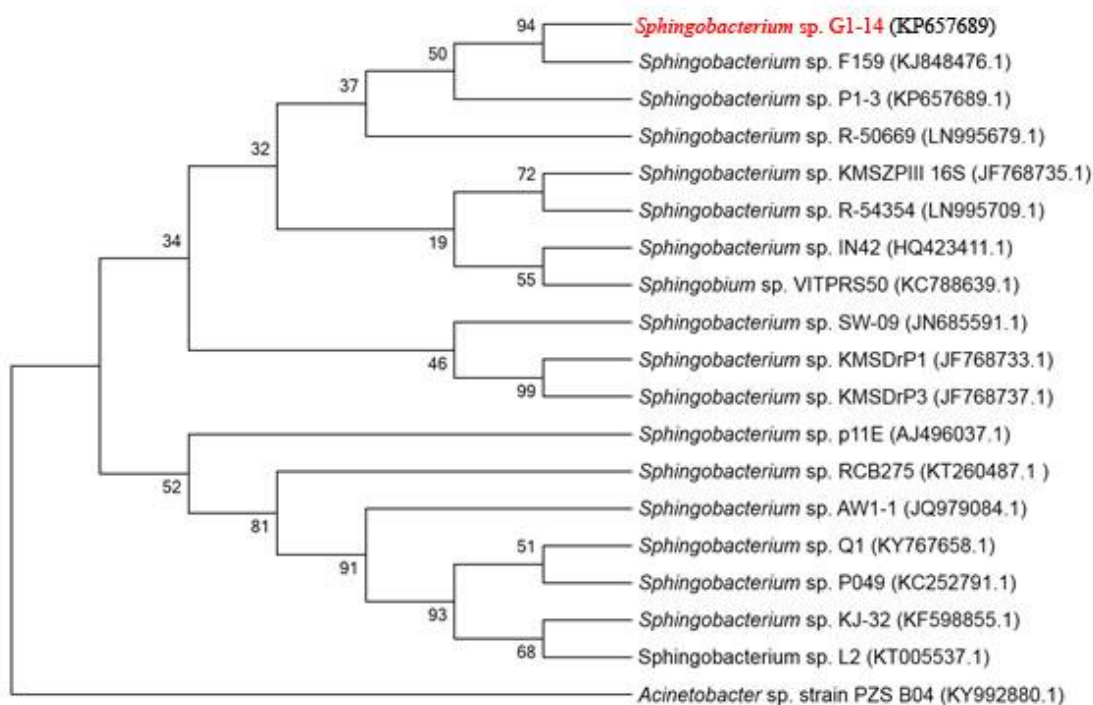 94
Sphingobacterium sp. G1-14 (KP657689)
50
Sphingobacterium sp. F159 (KJ848476.1)
37
Sphingobacterium sp. P1-3 (KP657689.1)
Sphingobacterium sp. R-50669 (LN995679.1)
32
72
Sphingobacterium sp. KMSZPIII 16S (JF768735.1)
Sphingobacterium sp. R-54354 (LN995709.1)
34
19
Sphingobacterium sp. IN42 (HQ423411.1)
55
Sphingobium sp. VITPRS50 (KC788639.1)
Sphingobacterium sp. SW-09 (JN685591.1)
46
Sphingobacterium sp. KMSDrP1 (JF768733.1)
99
Sphingobacterium sp. KMSDrP3 (JF768737.1)
Sphingobacterium sp. p11E (AJ496037.1)
52
Sphingobacterium sp. RCB275 (KT260487.1 )
81
Sphingobacterium sp. AW1-1 (JQ979084.1)
51
Sphingobacterium sp. Q1 (KY767658.1)
91
Sphingobacterium sp. P049 (KC252791.1)
93
Sphingobacterium sp. KJ-32 (KF598855.1)
68
Sphingobacterium sp. L2 (KT005537.1)
Acinetobacter sp. strain PZS B04 (KY992880.1)